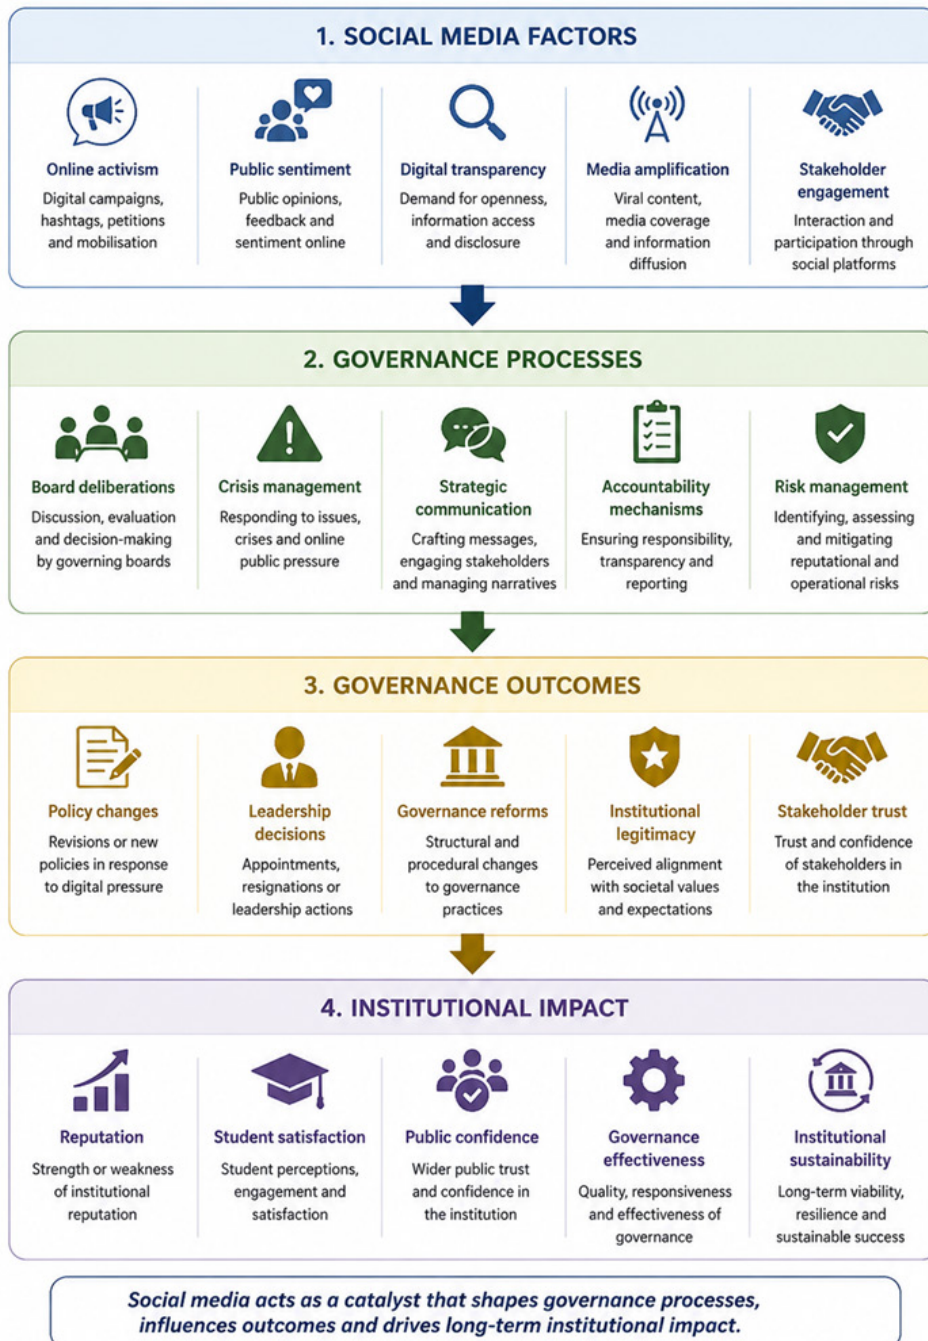 1. SOCIAL MEDIA FACTORS
Online activism
Digital campaigns,
hashtags, petitions
and mobilisation
Public sentiment
Public opinions,
feedback and
sentiment online
Digital transparency
Demand for openness,
information access
and disclosure
Media amplification
Viral content,
media coverage
and information
diffusion
Stakeholder
engagement
Interaction and
participation through
social platforms
2. GOVERNANCE PROCESSES
Board deliberations
Discussion, evaluation
and decision-making
by governing boards
Crisis management
Responding to issues,
crises and online
public pressure
Strategic
communication
Crafting messages,
engaging stakeholders
and managing narratives
Accountability
mechanisms
Ensuring responsibility,
transparency and
reporting
Risk management
Identifying, assessing
and mitigating
reputational and
operational risks
3. GOVERNANCE OUTCOMES
Policy changes
Revisions or new
policies in response
to digital pressure
Leadership
decisions
Appointments,
resignations or
leadership actions
Governance reforms
Structural and
procedural changes
to governance
practices
Institutional
legitimacy
Perceived alignment
with societal values
and expectations
Stakeholder trust
Trust and confidence
of stakeholders in
the institution
4. INSTITUTIONAL IMPACT
Reputation
Strength or weakness
of institutional
reputation
Student satisfaction
Student perceptions,
engagement and
satisfaction
Public confidence
Wider public trust
and confidence in
the institution
Governance
effectiveness
Quality, responsiveness
and effectiveness of
governance
Institutional
sustainability
Long-term viability,
resilience and
sustainable success
Social media acts as a catalyst that shapes governance processes,
influences outcomes and drives long-term institutional impact.